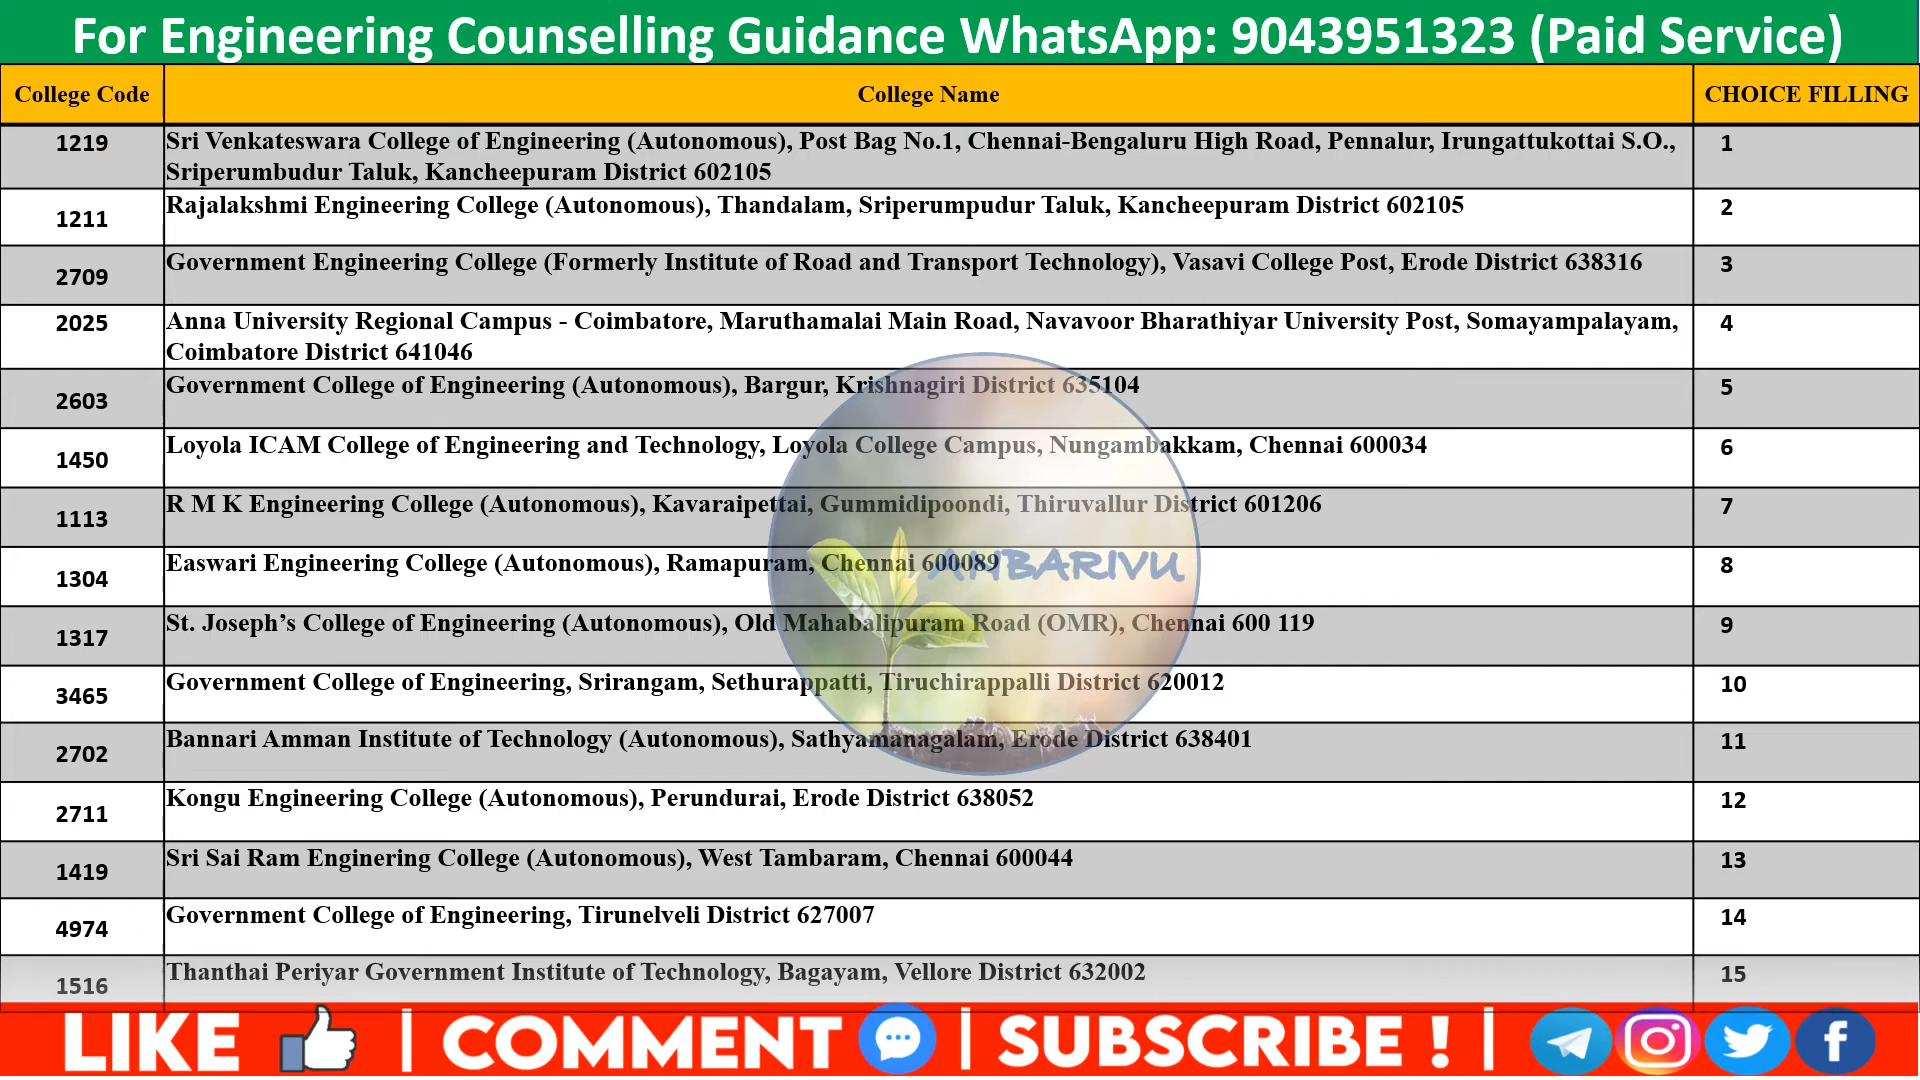 For Engineering Counselling Guidance WhatsApp: 9043951323 (Paid Service)
College Code College Name CHOICE FILLING
1219 Sri Venkateswara College of Engineering (Autonomous), Post Bag No.1, Chennai-Bengaluru High Road, Pennalur, Irungattukottai S.O., 1
Sriperumbudur Taluk, Kancheepuram District 602105
1211 Rajalakshmi Engineering College (Autonomous), Thandalam, Sriperumpudur Taluk, Kancheepuram District 602105 2
2709 Government Engineering College (Formerly Institute of Road and Transport Technology), Vasavi College Post, Erode District 638316 3
2025 Anna University Regional Campus - Coimbatore, Maruthamalai Main Road, Navavoor Bharathiyar University Post, Somayampalayam, 4
Coimbatore District 641046
2603 Government College of Engineering (Autonomous), Bargur, Krishnagiri District 635104 5
1450 Loyola ICAM College of Engineering and Technology, Loyola College Campus, Nungambakkam, Chennai 600034 6
1113 R M K Engineering College (Autonomous), Kavaraipettai, Gummidipoondi, Thiruvallur District 601206 7
1304 Easwari Engineering College (Autonomous), Ramapuram, Chennai 600089 8
ANBARIVU
1317 St. Joseph’s College of Engineering (Autonomous), Old Mahabalipuram Road (OMR), Chennai 600 119 9
3465 Government College of Engineering, Srirangam, Sethurappatti, Tiruchirappalli District 620012 10
2702 Bannari Amman Institute of Technology (Autonomous), Sathyamanagalam, Erode District 638401 11
2711 Kongu Engineering College (Autonomous), Perundurai, Erode District 638052 12
1419 Sri Sai Ram Enginering College (Autonomous), West Tambaram, Chennai 600044 13
4974 Government College of Engineering, Tirunelveli District 627007 14
1516 Thanthai Periyar Government Institute of Technology, Bagayam, Vellore District 632002 15
LIKE | COMMENT | SUBSCRIBE ! |